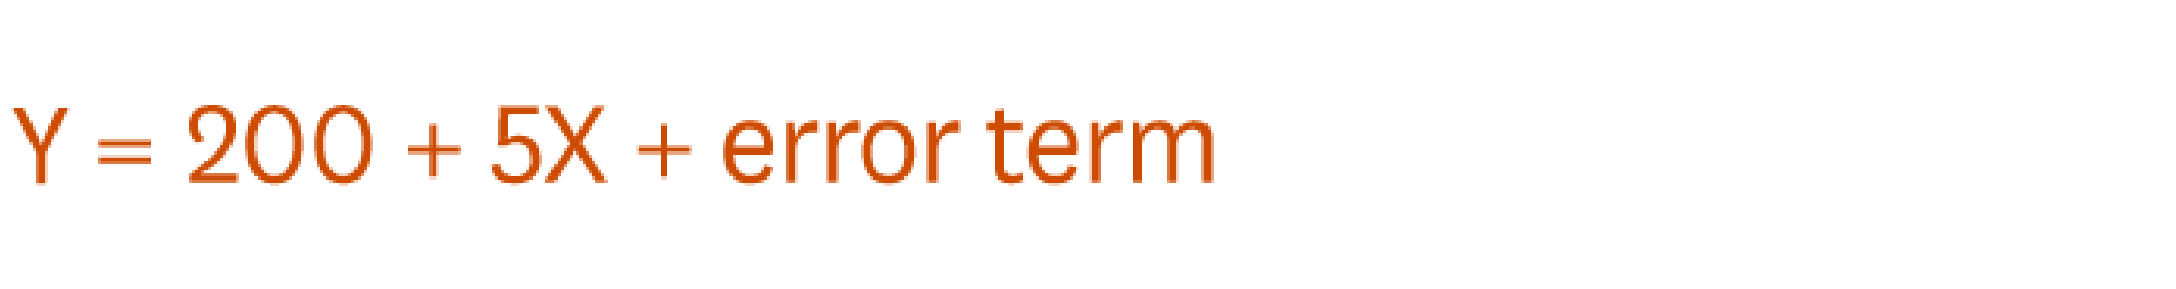 Y = 200 + 5X + error term